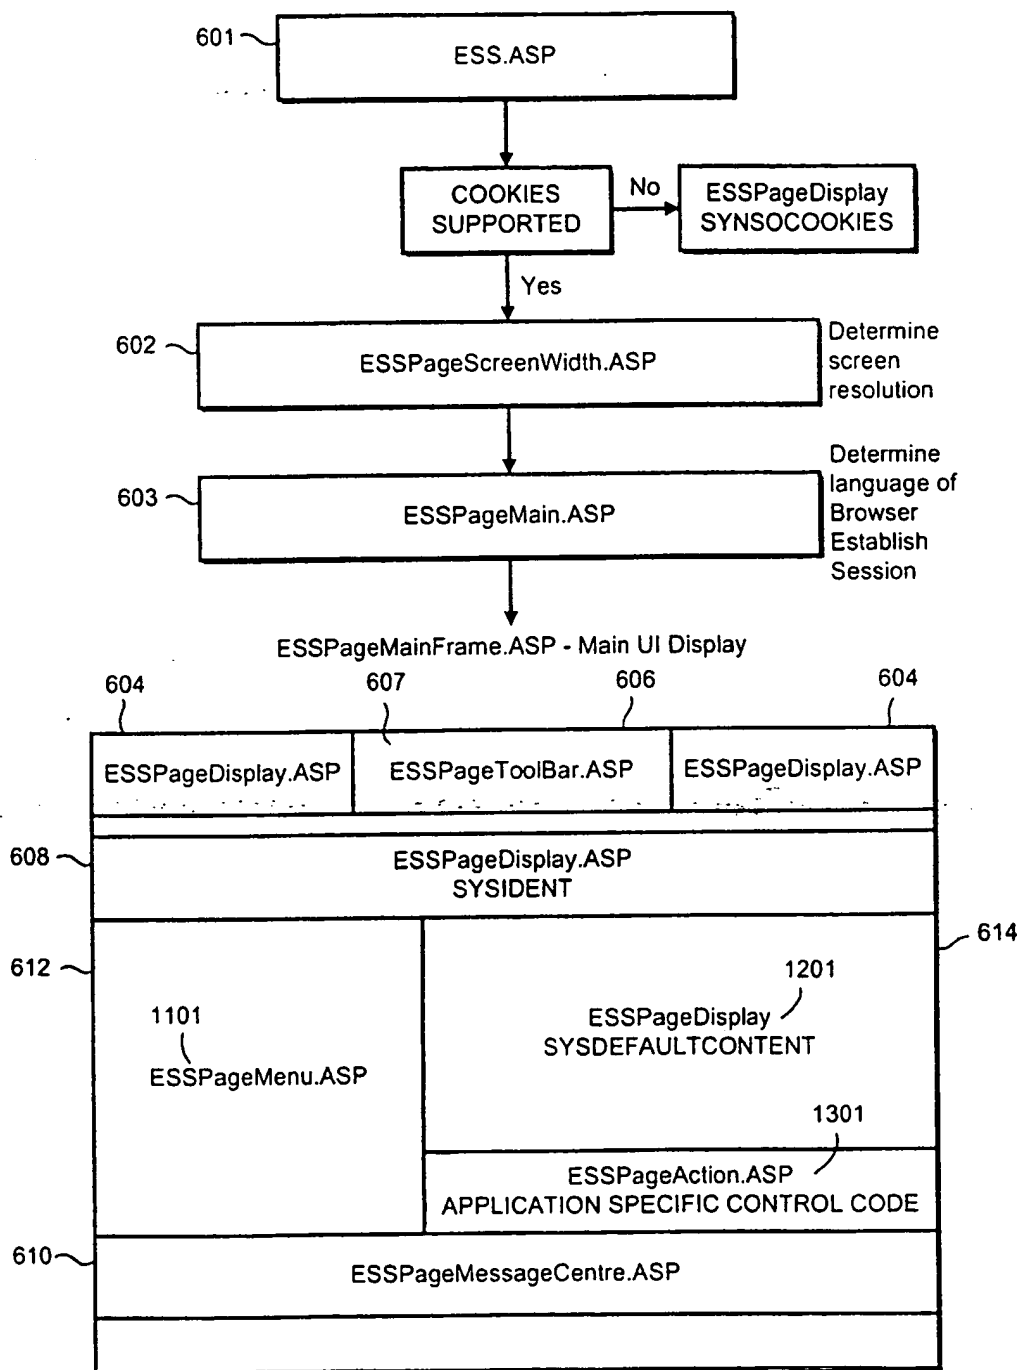 601
ESS.ASP
COOKIES
SUPPORTED
No
ESSPageDisplay
SYNSOCOOKIES
Yes
602
ESSPageScreenWidth.ASP
Determine
screen
resolution
603
ESSPageMain.ASP
Determine
language of
Browser
Establish
Session
ESSPageMainFrame.ASP - Main UI Display
604
607
606
604
ESSPageDisplay.ASP
ESSPageToolBar.ASP
ESSPageDisplay.ASP
608
ESSPageDisplay.ASP
SYSIDENT
612
614
1101
ESSPageMenu.ASP
1201
ESSPageDisplay
SYSDEFAULTCONTENT
1301
ESSPageAction.ASP
APPLICATION SPECIFIC CONTROL CODE
610
ESSPageMessageCentre.ASP